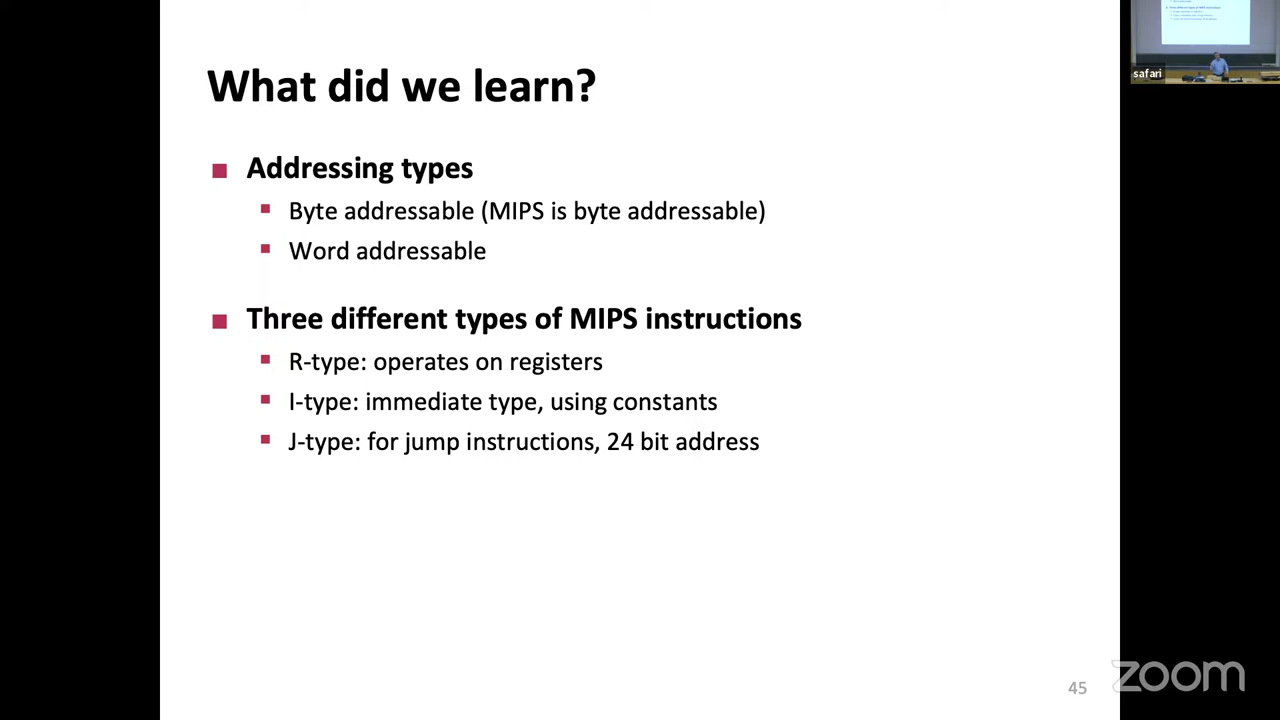 What did we learn?
Addressing types
Byte addressable (MIPS is byte addressable)
Word addressable
Three different types of MIPS instructions
R-type: operates on registers
I-type: immediate type, using constants
J-type: for jump instructions, 24 bit address
45
safari
zoom